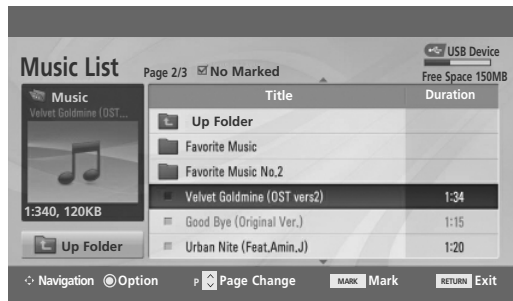 USB Device
Music List Page 2/3 No Marked Free Space 150MB
Music
Velvet Goldmine (OST...
Title Duration
Up Folder
Favorite Music
Favorite Music No.2
Velvet Goldmine (OST vers2) 1:34
1:340, 120KB
Good Bye (Original Ver.) 1:15
Up Folder
Urban Nite (Feat.Amin.J) 1:20
Navigation Option P Page Change MARK Mark RETURN Exit